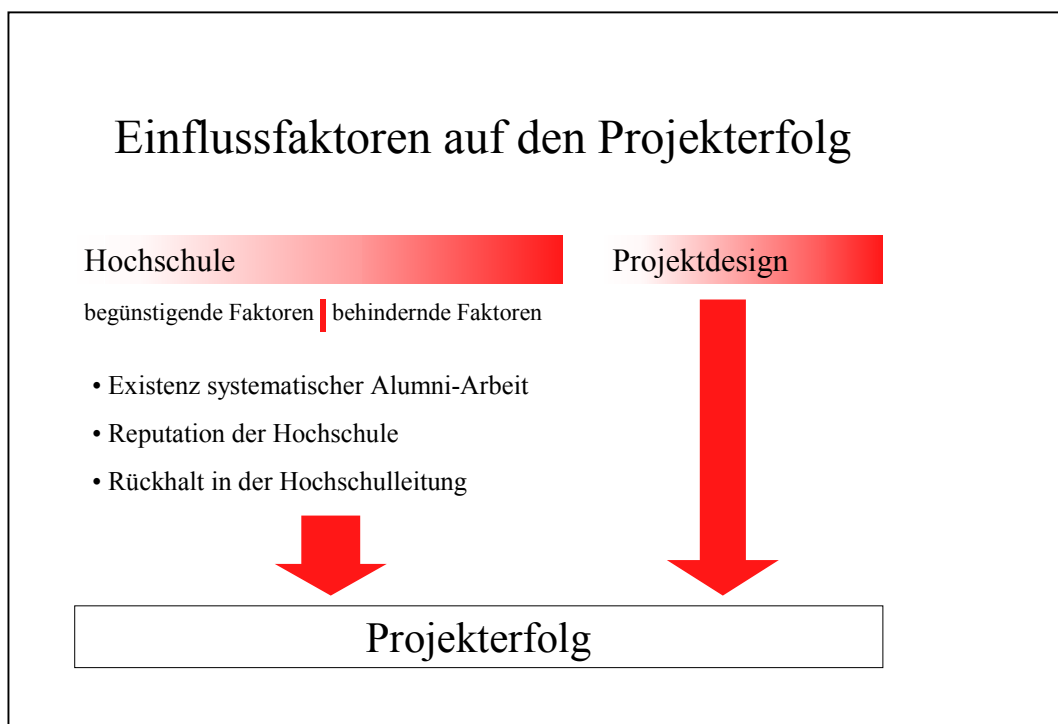 Einflussfaktoren auf den Projekterfolg
Hochschule
Projektdesign
begünstigende Faktoren
behindernde Faktoren
• Existenz systematischer Alumni-Arbeit
• Reputation der Hochschule
• Rückhalt in der Hochschulleitung
Projekterfolg